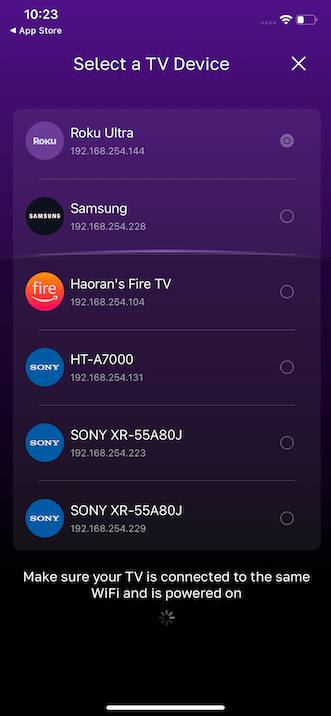 10:23
App Store
Select a TV Device
Roku
Roku Ultra
192.168.254.144
SAMSUNG
Samsung
192.168.254.228
fire
Haoran's Fire TV
192.168.254.104
SONY
HT-A7000
192.168.254.131
SONY
SONY XR-55A80J
192.168.254.223
SONY
SONY XR-55A80J
192.168.254.229
Make sure your TV is connected to the same
WiFi and is powered on